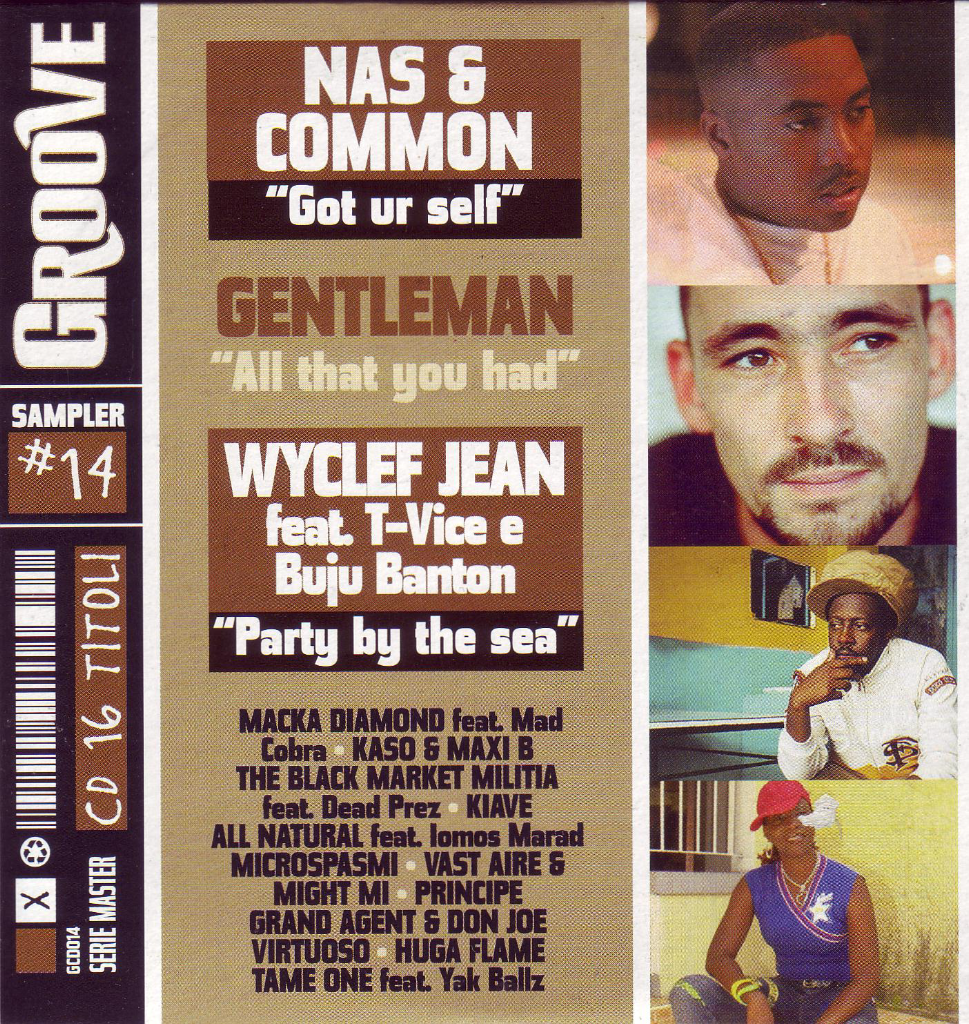 GROOVE
SAMPLER
#14
CD 16 TITOLI
X
GCD014
SERIE MASTER
NAS &
COMMON
"Got ur self"
GENTLEMAN
"All that you had"
WYCLEF JEAN
feat. T-Vice e
Buju Banton
"Party by the sea"
MACKA DIAMOND feat. Mad
Cobra • KASO & MAXI B
THE BLACK MARKET MILITIA
feat. Dead Prez • KIAVE
ALL NATURAL feat. Iomos Marad
MICROSPASMI • VAST AIRE &
MIGHT MI • PRINCIPE
GRAND AGENT & DON JOE
VIRTUOSO • HUGA FLAME
TAME ONE feat. Yak Ballz